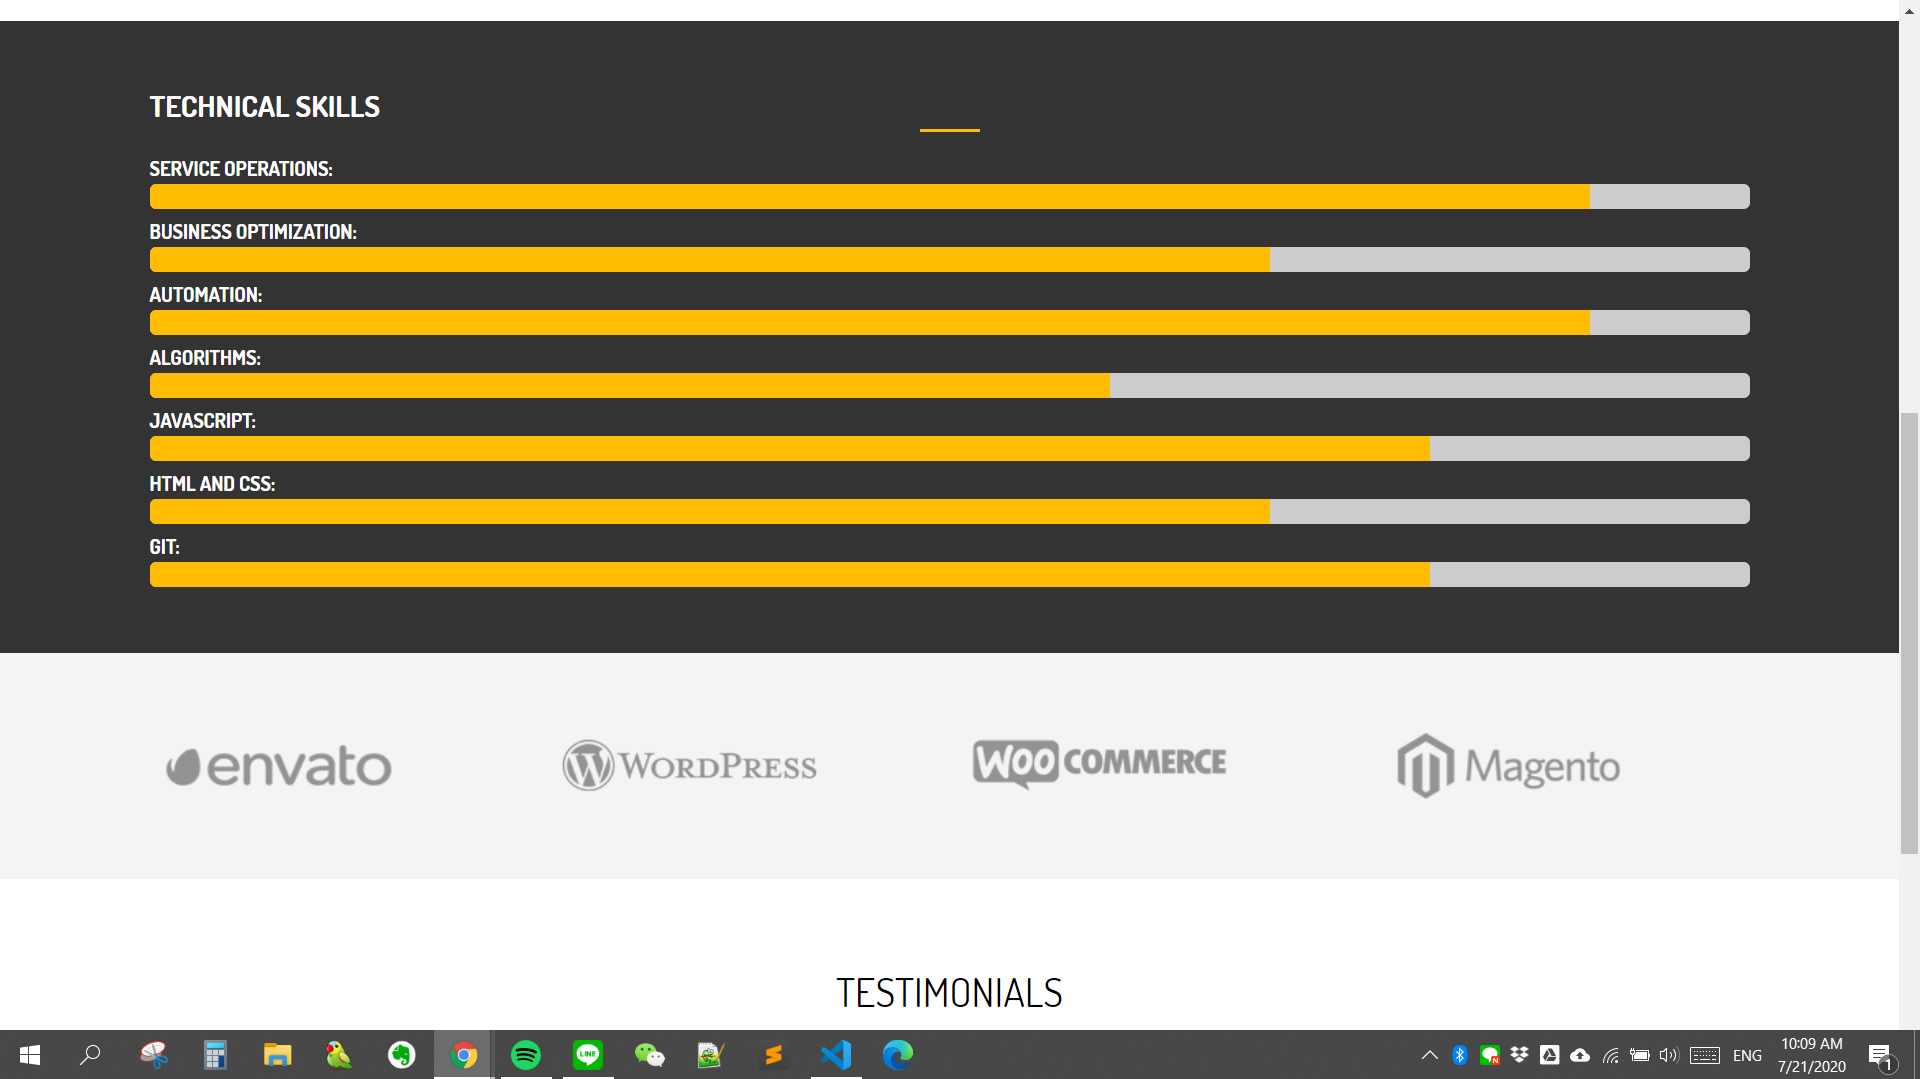 TECHNICAL SKILLS
SERVICE OPERATIONS:
BUSINESS OPTIMIZATION:
AUTOMATION:
ALGORITHMS:
JAVASCRIPT:
HTML AND CSS:
GIT:
envato WORDPRESS WOO COMMERCE Magento
TESTIMONIALS
LINE N ENG 10:09 AM
7/21/2020 1